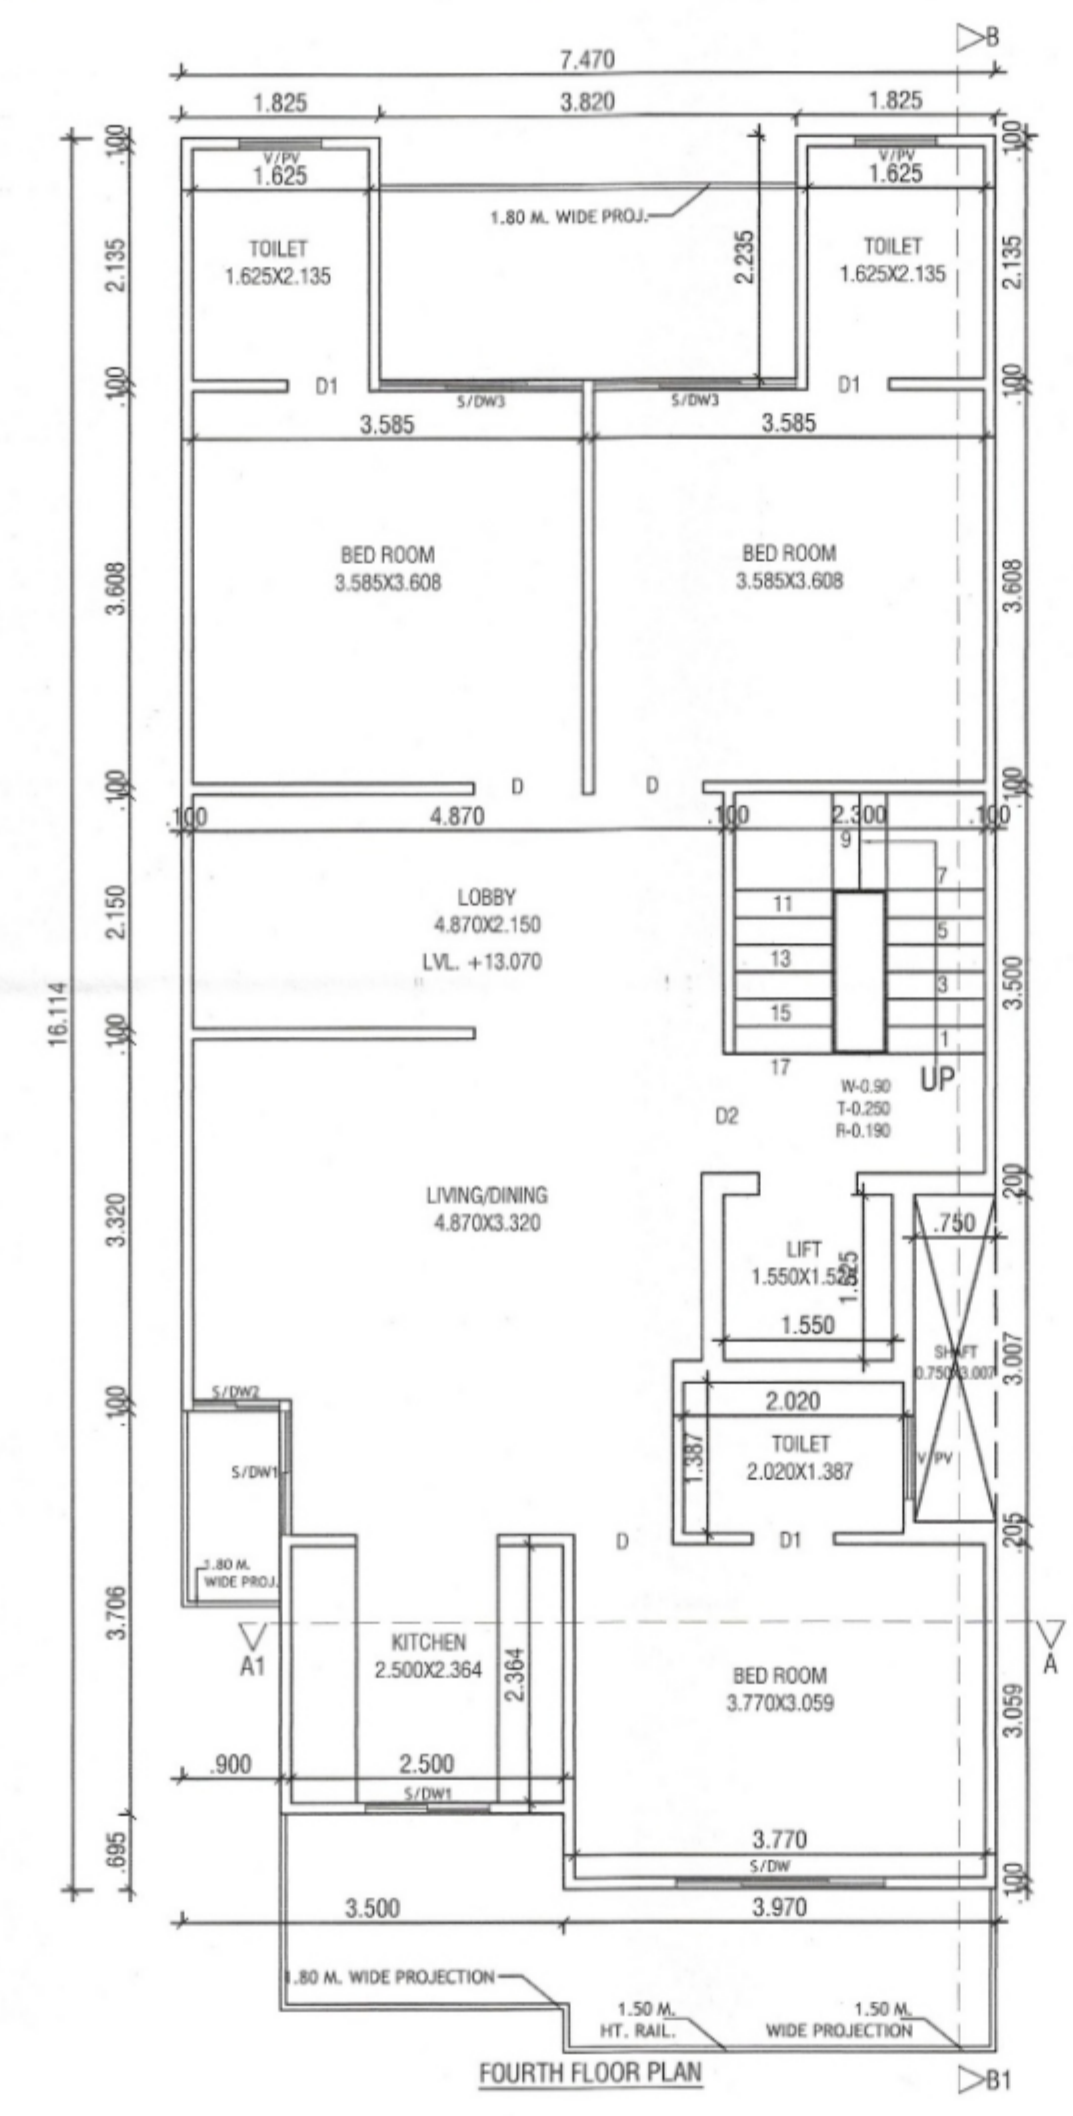 B
7.470
1.825
3.820
1.825
.100
V/PV
1.625
1.80 M. WIDE PROJ.
2.235
V/PV
1.625
.100
2.135
TOILET
1.625X2.135
TOILET
1.625X2.135
2.135
.100
D1
S/DW3
S/DW3
D1
.100
3.585
3.585
3.608
BED ROOM
3.585X3.608
BED ROOM
3.585X3.608
3.608
.100
D
D
.100
.100
4.870
.100
2.300
.100
9
7
LOBBY
4.870X2.150
LVL. +13.070
2.150
11
5
13
3
15
1
17
UP
3.500
16.114
.100
W-0.90
T-0.250
R-0.190
D2
.200
3.320
LIVING/DINING
4.870X3.320
.750
LIFT
1.550X1.525
1.525
1.550
SHAFT
0.750X3.007
3.007
.100
S/DW2
2.020
S/DW1
1.387
TOILET
2.020X1.387
V/PV
D
D1
.205
1.80 M.
WIDE PROJ.
3.706
A1
KITCHEN
2.500X2.364
2.364
A
BED ROOM
3.770X3.059
3.059
.900
2.500
S/DW1
.695
3.770
S/DW
.100
3.500
3.970
1.80 M. WIDE PROJECTION
1.50 M.
HT. RAIL.
1.50 M.
WIDE PROJECTION
FOURTH FLOOR PLAN
B1